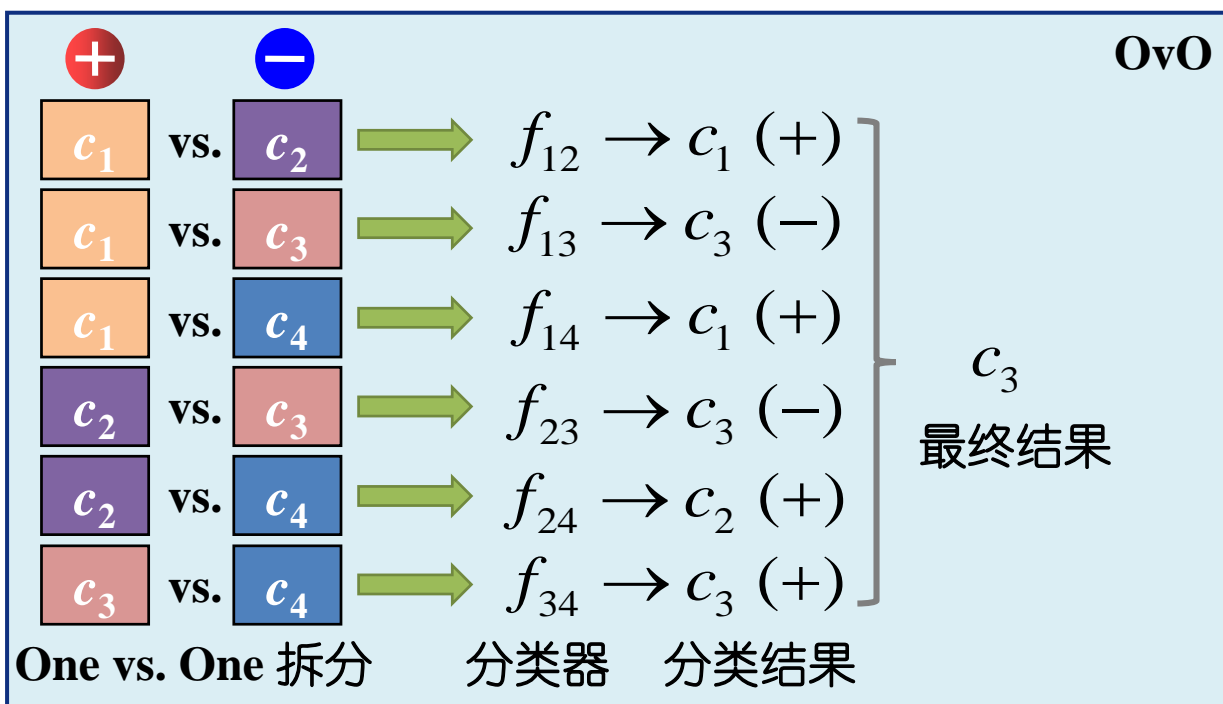 + − OvO
c₁ vs. c₂ f₁₂ → c₁ (+)
c₁ vs. c₃ f₁₃ → c₃ (−)
c₁ vs. c₄ f₁₄ → c₁ (+)
c₃
c₂ vs. c₃ f₂₃ → c₃ (−)
最终结果
c₂ vs. c₄ f₂₄ → c₂ (+)
c₃ vs. c₄ f₃₄ → c₃ (+)
One vs. One 拆分 分类器 分类结果